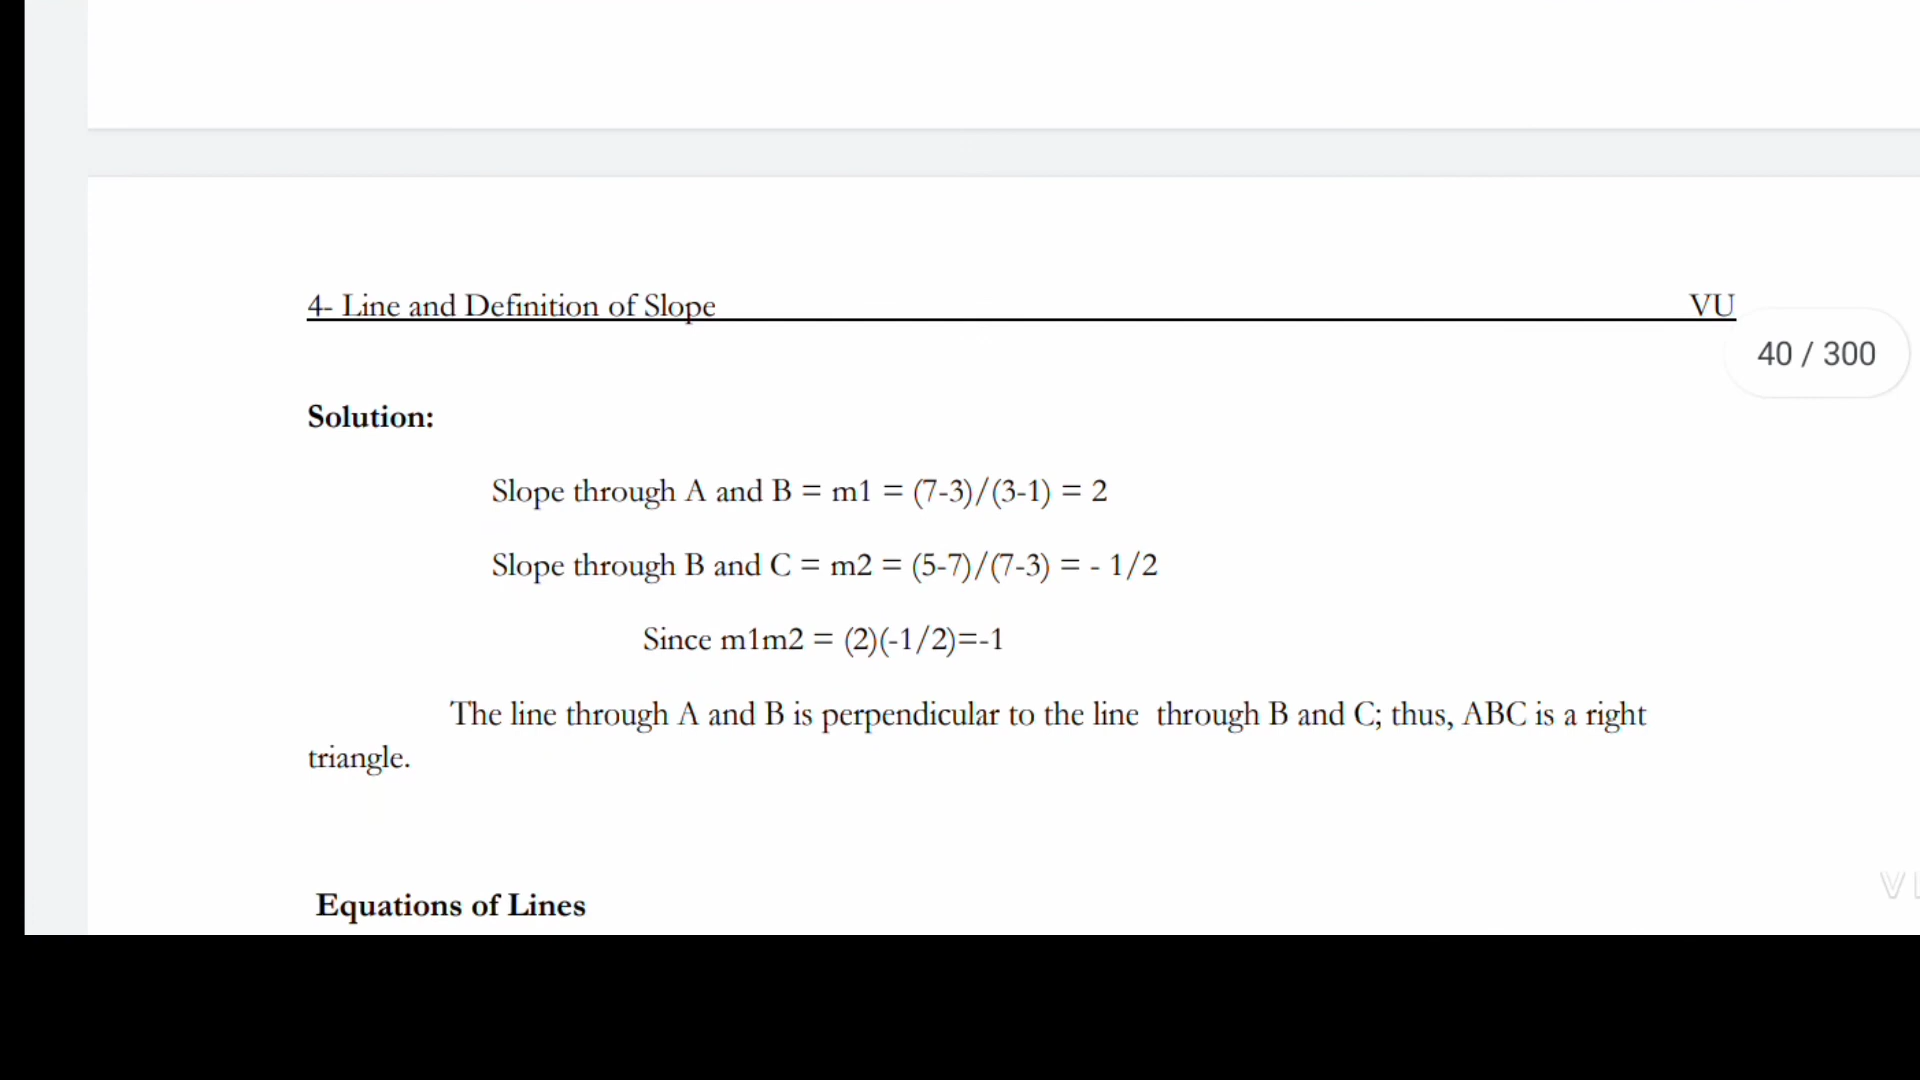 4- Line and Definition of Slope VU
40 / 300
Solution:
Slope through A and B = m1 = (7-3)/(3-1) = 2
Slope through B and C = m2 = (5-7)/(7-3) = - 1/2
Since m1m2 = (2)(-1/2)=-1
The line through A and B is perpendicular to the line through B and C; thus, ABC is a right
triangle.
Equations of Lines